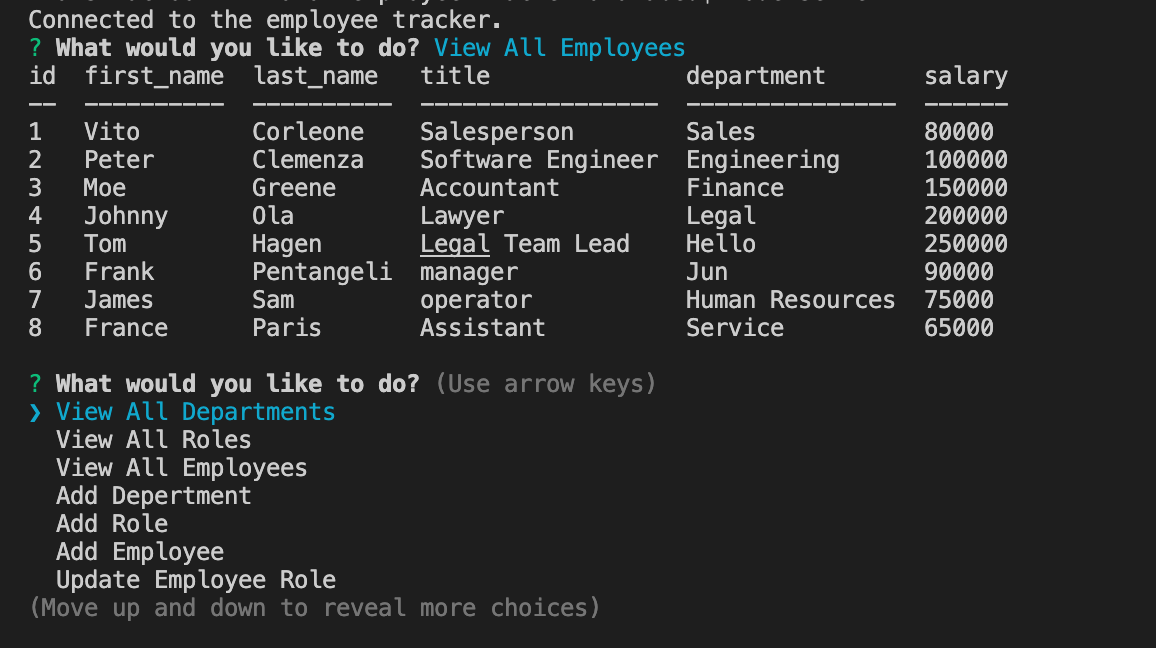 Connected to the employee tracker.
? What would you like to do? View All Employees
id  first_name  last_name   title              department       salary
--  ----------  ----------  -----------------  ---------------  ------
1   Vito        Corleone    Salesperson        Sales            80000
2   Peter       Clemenza    Software Engineer  Engineering      100000
3   Moe         Greene      Accountant         Finance          150000
4   Johnny      Ola         Lawyer             Legal            200000
5   Tom         Hagen       Legal Team Lead    Hello            250000
6   Frank       Pentangeli  manager            Jun              90000
7   James       Sam         operator           Human Resources  75000
8   France      Paris       Assistant          Service          65000
? What would you like to do? (Use arrow keys)
❯ View All Departments
View All Roles
View All Employees
Add Depertment
Add Role
Add Employee
Update Employee Role
(Move up and down to reveal more choices)